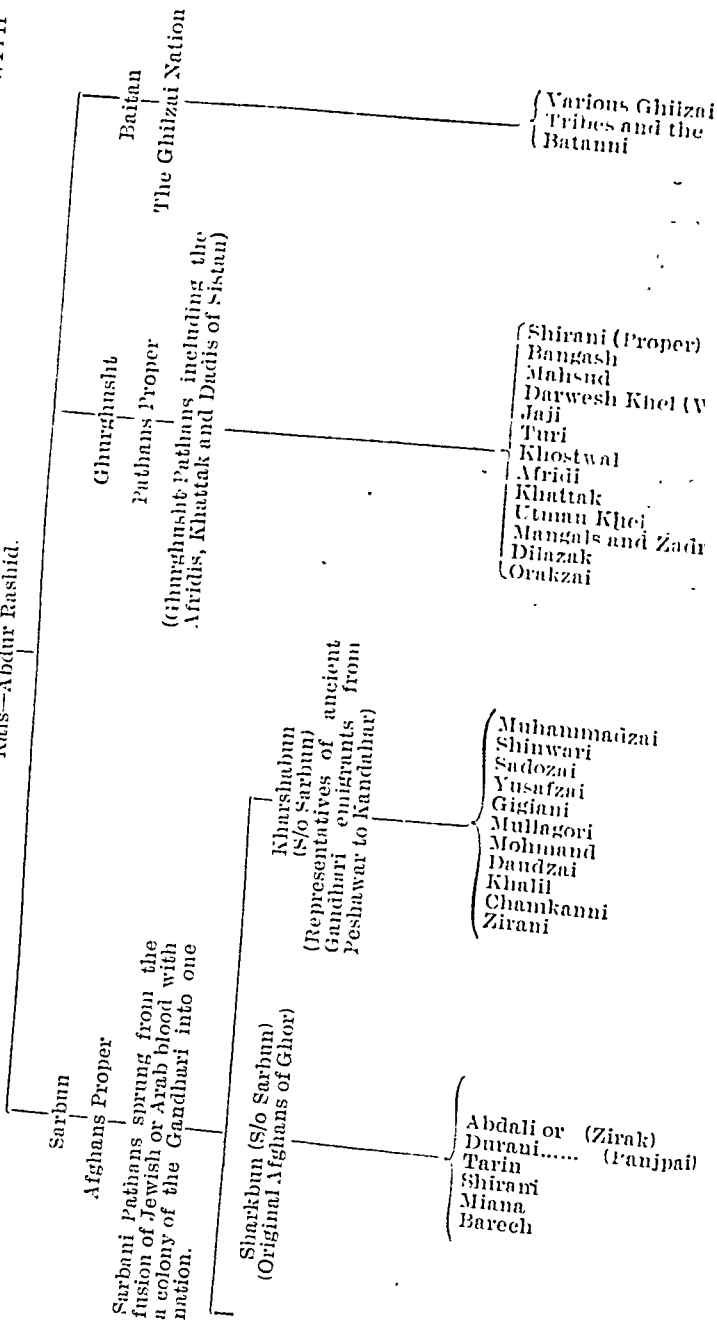 Kais—Abdur Rashid.
Sarbun
Afghans Proper
Sarbani Pathans sprung from the
fusion of Jewish or Arab blood with
a colony of the Gandhari into one
nation.
Sharkbun (S/o Sarbun)
(Original Afghans of Ghor)
Abdali or (Zirak)
Durani...... (Panjpai)
Tarin
Shirani
Miana
Barech
Kharshabun
(S/o Sarbun)
(Representatives of ancient
Gandhari emigrants from
Peshawar to Kandahar)
Muhammadzai
Shinwari
Sadozai
Yusafzai
Gigiani
Mullagori
Mohmand
Daudzai
Khalil
Chamkanni
Zirani
Ghurghusht
Pathans Proper
(Ghurghusht Pathans including the
Afridis, Khattak and Dadis of Sistan)
Shirani (Proper)
Bangash
Mahsud
Darwesh Khel (W
Jaji
Turi
Khostwal
Afridi
Khattak
Utman Khel
Mangals and Zadr
Dilazak
Orakzai
Baitan
The Ghilzai Nation
Various Ghilzai
Tribes and the
Batanni